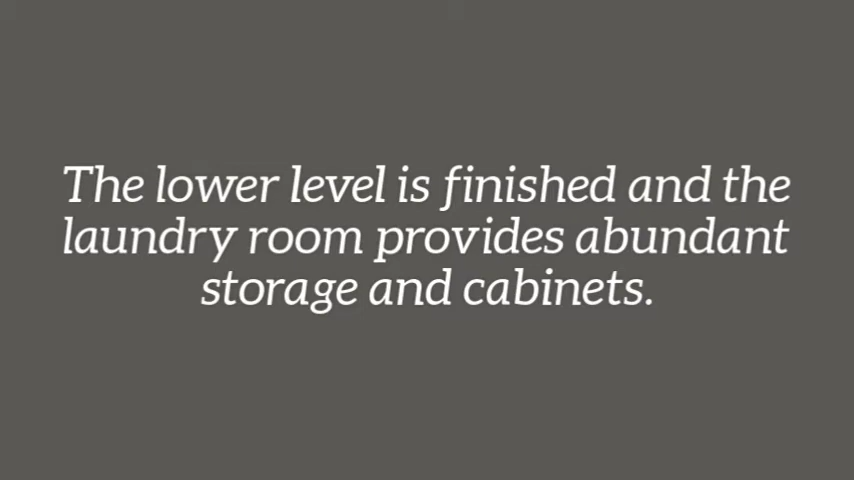 The lower level is finished and the
laundry room provides abundant
storage and cabinets.